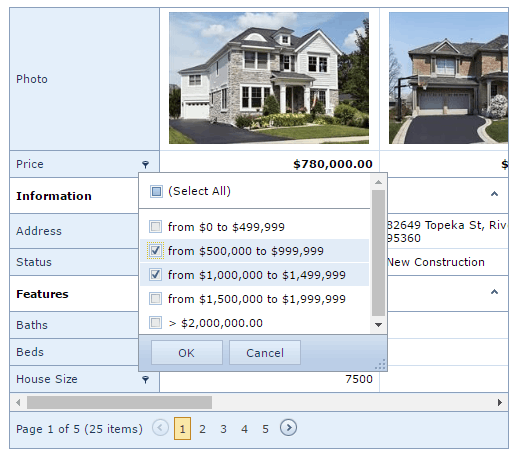 Photo
Price
$780,000.00
$
(Select All)
Information
from $0 to $499,999
Address
82649 Topeka St, Riv
95360
from $500,000 to $999,999
Status
New Construction
from $1,000,000 to $1,499,999
Features
from $1,500,000 to $1,999,999
Baths
> $2,000,000.00
Beds
OK
Cancel
House Size
7500
Page 1 of 5 (25 items) 1 2 3 4 5